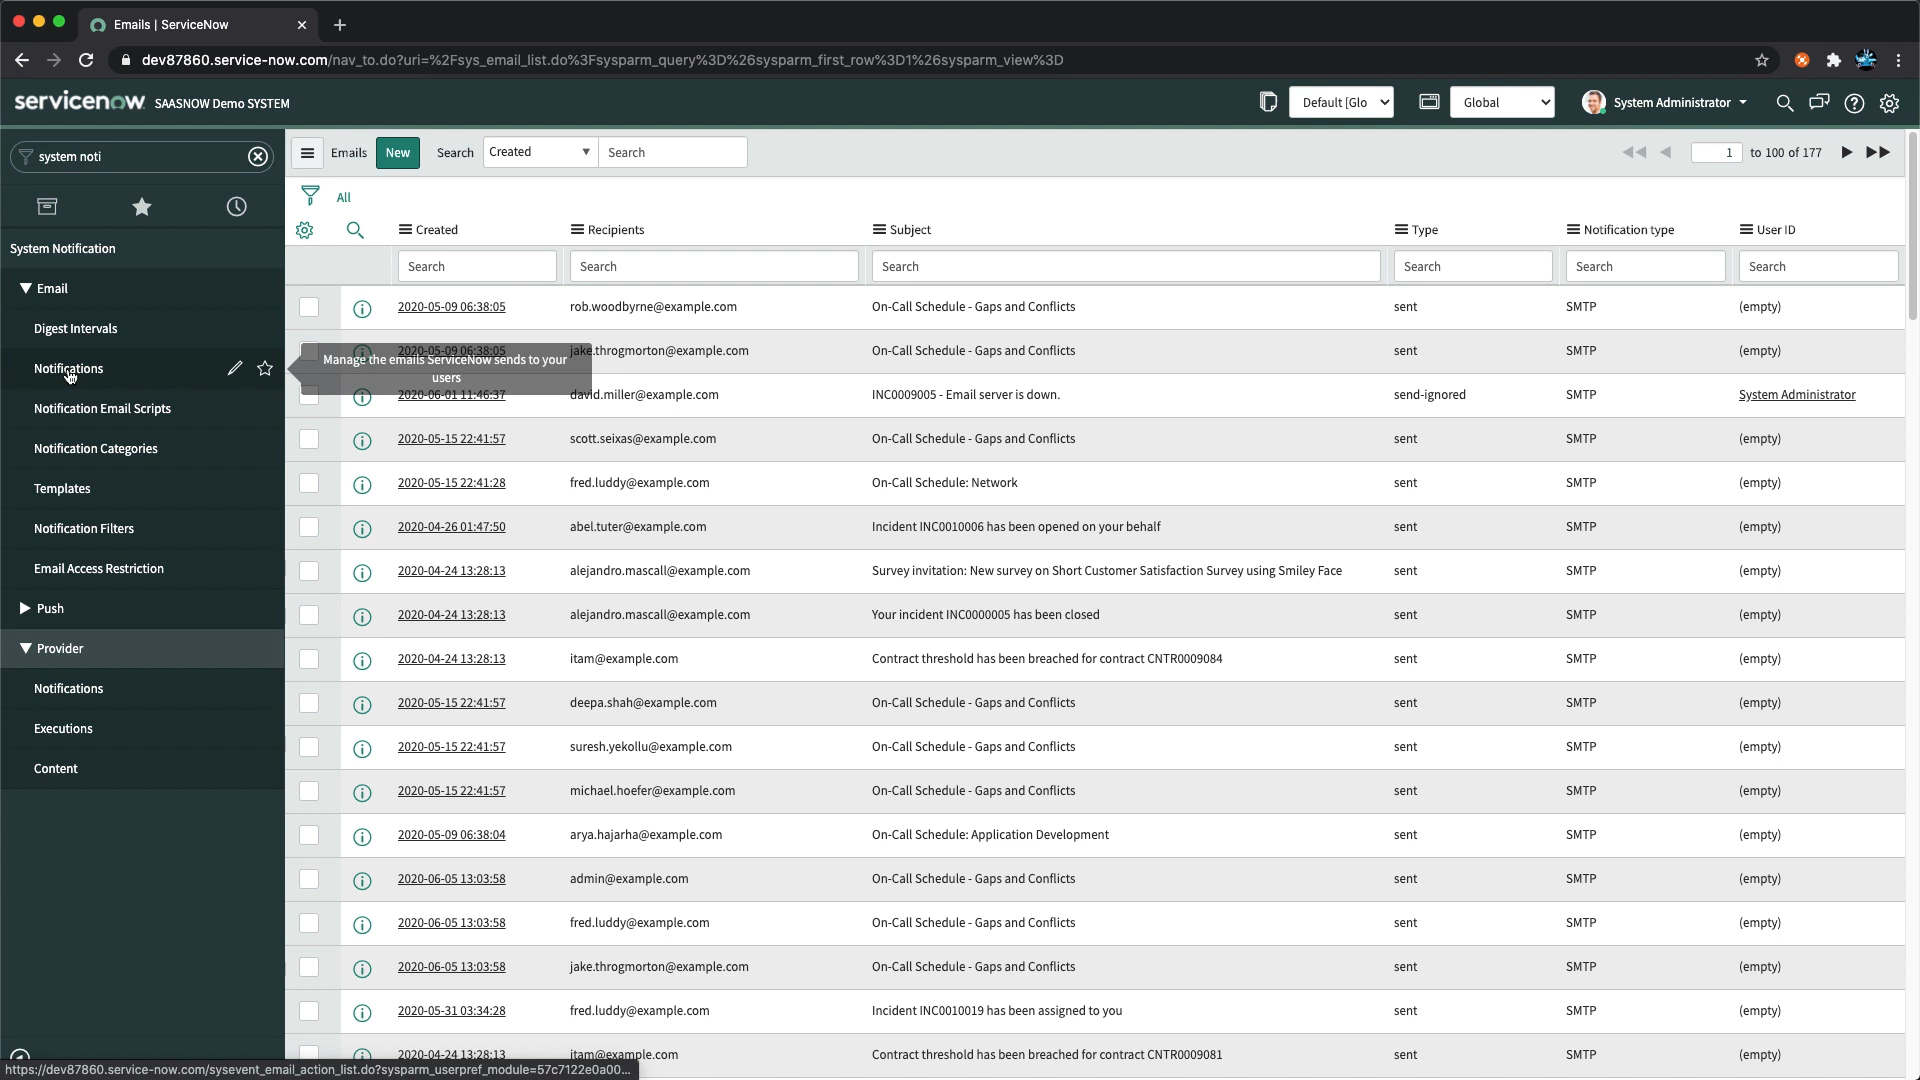 Emails | ServiceNow
dev87860.service-now.com/nav_to.do?uri=%2Fsys_email_list.do%3Fsysparm_query%3D%26sysparm_first_row%3D1%26sysparm_view%3D
servicenow SAASNOW Demo SYSTEM
Default [Glo
Global
System Administrator
system noti
System Notification
Email
Digest Intervals
Notifications
Notification Email Scripts
Notification Categories
Templates
Notification Filters
Email Access Restriction
Push
Provider
Notifications
Executions
Content
Emails New Search Created Search 1 to 100 of 177
All
Created Recipients Subject Type Notification type User ID
Search Search Search Search Search Search
2020-05-09 06:38:05 rob.woodbyrne@example.com On-Call Schedule - Gaps and Conflicts sent SMTP (empty)
2020-05-09 06:38:05 jake.throgmorton@example.com On-Call Schedule - Gaps and Conflicts sent SMTP (empty)
Manage the emails ServiceNow sends to your
users
2020-06-01 11:46:37 david.miller@example.com INC0009005 - Email server is down. send-ignored SMTP System Administrator
2020-05-15 22:41:57 scott.seixas@example.com On-Call Schedule - Gaps and Conflicts sent SMTP (empty)
2020-05-15 22:41:28 fred.luddy@example.com On-Call Schedule: Network sent SMTP (empty)
2020-04-26 01:47:50 abel.tuter@example.com Incident INC0010006 has been opened on your behalf sent SMTP (empty)
2020-04-24 13:28:13 alejandro.mascall@example.com Survey invitation: New survey on Short Customer Satisfaction Survey using Smiley Face sent SMTP (empty)
2020-04-24 13:28:13 alejandro.mascall@example.com Your incident INC0000005 has been closed sent SMTP (empty)
2020-04-24 13:28:13 itam@example.com Contract threshold has been breached for contract CNTR0009084 sent SMTP (empty)
2020-05-15 22:41:57 deepa.shah@example.com On-Call Schedule - Gaps and Conflicts sent SMTP (empty)
2020-05-15 22:41:57 suresh.yekollu@example.com On-Call Schedule - Gaps and Conflicts sent SMTP (empty)
2020-05-15 22:41:57 michael.hoefer@example.com On-Call Schedule - Gaps and Conflicts sent SMTP (empty)
2020-05-09 06:38:04 arya.hajarha@example.com On-Call Schedule: Application Development sent SMTP (empty)
2020-06-05 13:03:58 admin@example.com On-Call Schedule - Gaps and Conflicts sent SMTP (empty)
2020-06-05 13:03:58 fred.luddy@example.com On-Call Schedule - Gaps and Conflicts sent SMTP (empty)
2020-06-05 13:03:58 jake.throgmorton@example.com On-Call Schedule - Gaps and Conflicts sent SMTP (empty)
2020-05-31 03:34:28 fred.luddy@example.com Incident INC0010019 has been assigned to you sent SMTP (empty)
2020-04-24 13:28:13 itam@example.com Contract threshold has been breached for contract CNTR0009081 sent SMTP (empty)
https://dev87860.service-now.com/sysevent_email_action_list.do?sysparm_userpref_module=57c7122e0a00...